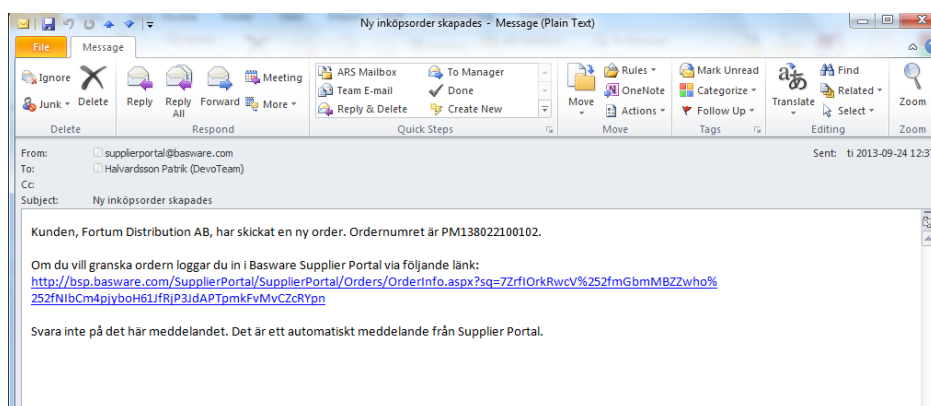 Ny inköpsorder skapades - Message (Plain Text)
File Message
Ignore
Junk
Delete
Reply
Reply All
Forward
Meeting
More
ARS Mailbox
Team E-mail
Reply & Delete
To Manager
Done
Create New
Move
Rules
OneNote
Actions
Mark Unread
Categorize
Follow Up
Translate
Find
Related
Select
Zoom
Delete Respond Quick Steps Move Tags Editing Zoom
From: supplierportal@basware.com Sent: ti 2013-09-24 12:37
To: Halvardsson Patrik (DevoTeam)
Cc:
Subject: Ny inköpsorder skapades
Kunden, Fortum Distribution AB, har skickat en ny order. Ordernumret är PM138022100102.
Om du vill granska ordern loggar du in i Basware Supplier Portal via följande länk:
http://bsp.basware.com/SupplierPortal/SupplierPortal/Orders/OrderInfo.aspx?sq=7ZrfIOrkRwcV%252fmGbmMBZZwho%
252fNIbCm4pjyboH61JfRjP3JdAPTpmkFvMvCZcRYpn
Svara inte på det här meddelandet. Det är ett automatiskt meddelande från Supplier Portal.